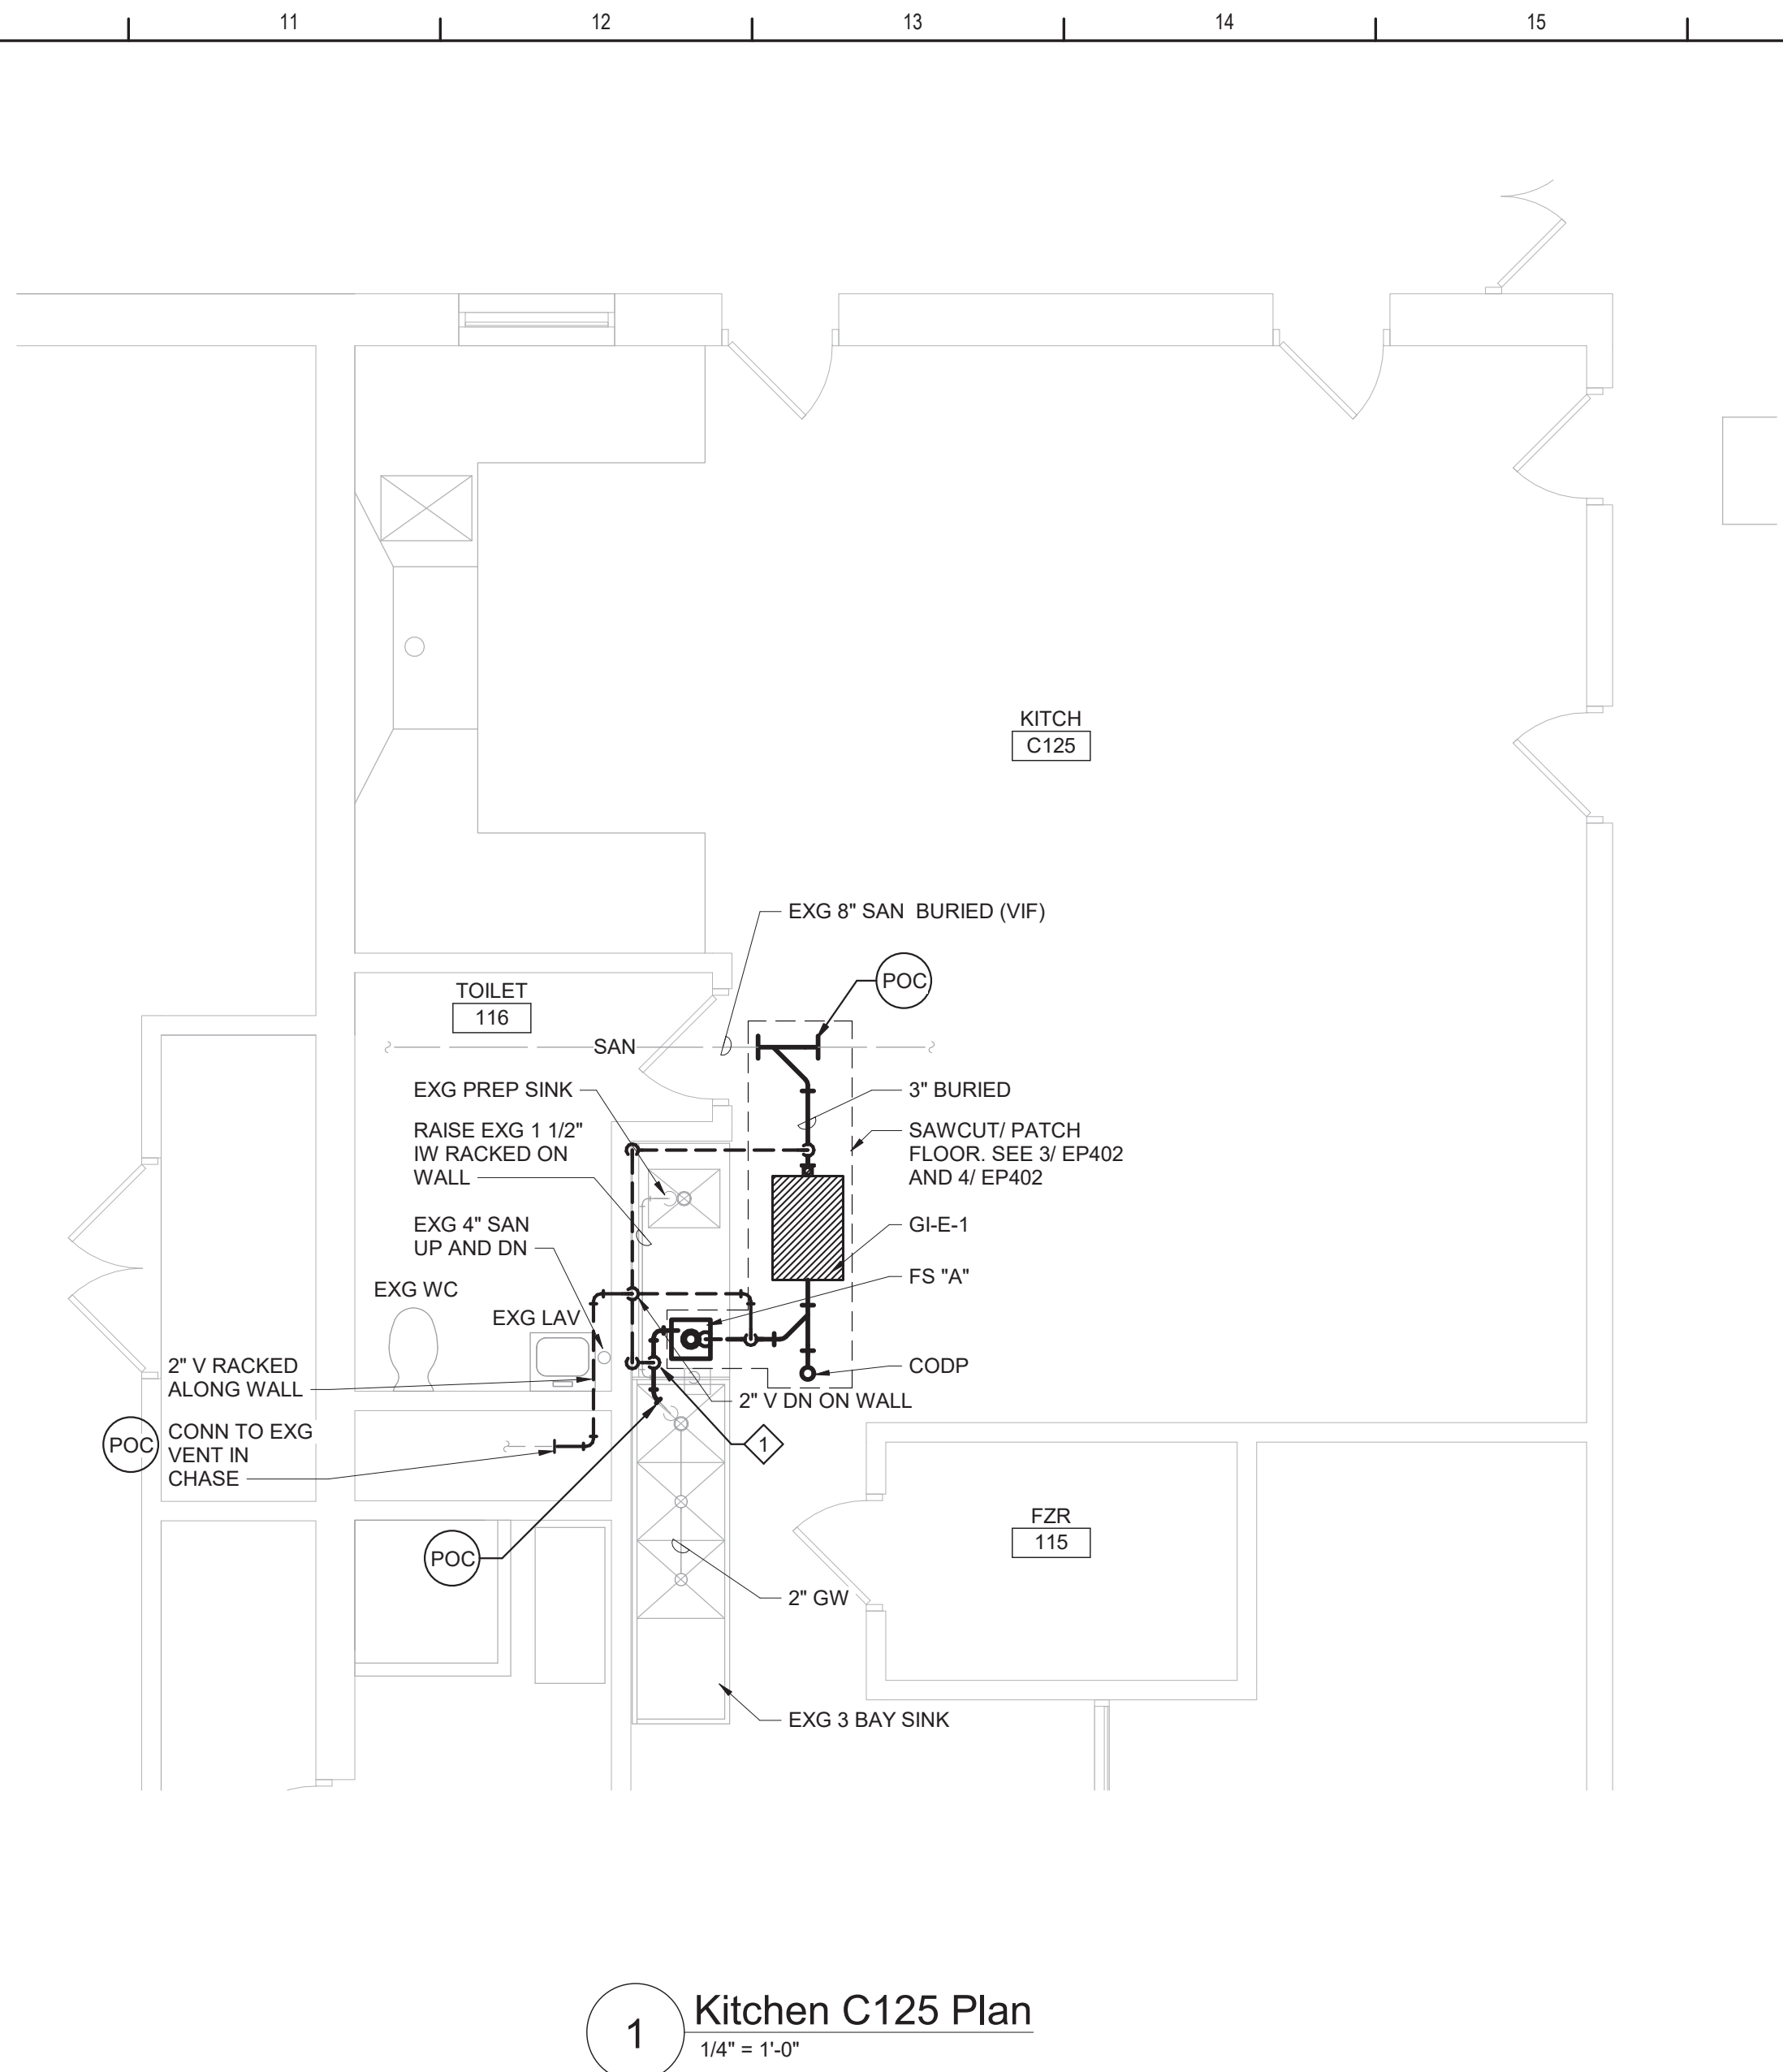 11
12
13
14
15
KITCH
C125
EXG 8" SAN BURIED (VIF)
POC
TOILET
116
SAN
EXG PREP SINK
3" BURIED
RAISE EXG 1 1/2"
IW RACKED ON
WALL
SAWCUT/ PATCH
FLOOR. SEE 3/ EP402
AND 4/ EP402
EXG 4" SAN
UP AND DN
GI-E-1
FS "A"
EXG WC
EXG LAV
2" V RACKED
ALONG WALL
CODP
2" V DN ON WALL
POC
CONN TO EXG
VENT IN
CHASE
1
FZR
115
POC
2" GW
EXG 3 BAY SINK
1
Kitchen C125 Plan
1/4" = 1'-0"